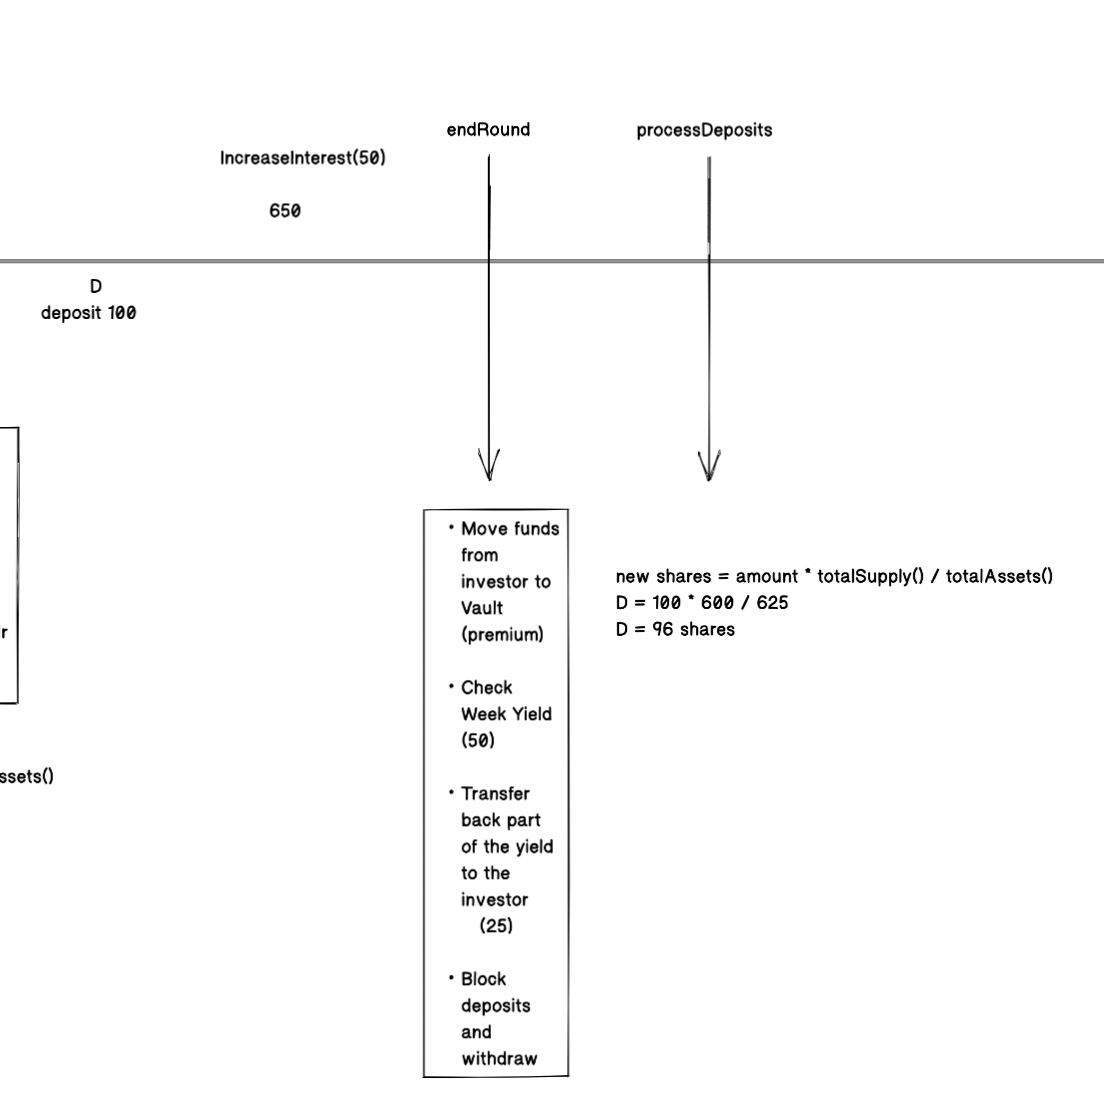 endRound
processDeposits
IncreaseInterest(50)
650
D
deposit 100
r
ssets()
• Move funds
from
investor to
Vault
(premium)
• Check
Week Yield
(50)
• Transfer
back part
of the yield
to the
investor
(25)
• Block
deposits
and
withdraw
new shares = amount * totalSupply() / totalAssets()
D = 100 * 600 / 625
D = 96 shares